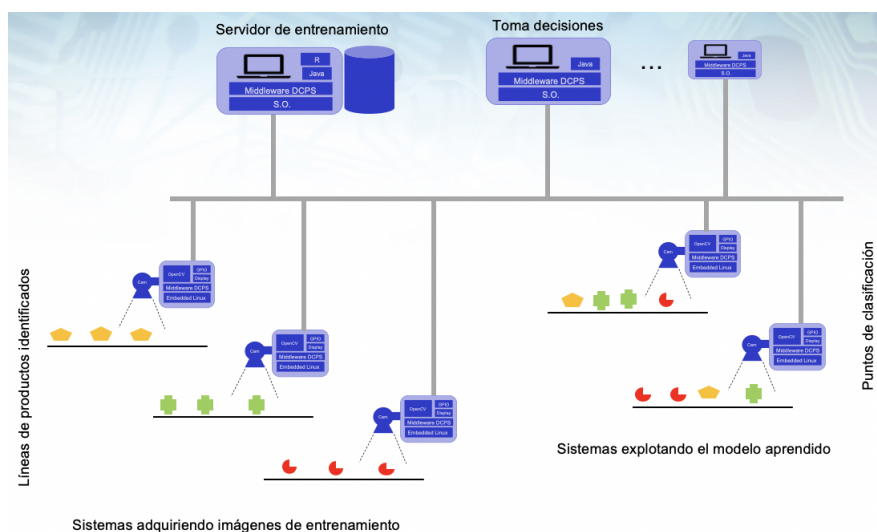 Servidor de entrenamiento
Toma decisiones
R
Java
Middleware DCPS
S.O.
Java
Middleware DCPS
S.O.
...
Java
Middleware DCPS
S.O.
Líneas de productos identificados
Cam
OpenCV
GPIO
Display
Middleware DCPS
Embedded Linux
Cam
OpenCV
GPIO
Display
Middleware DCPS
Embedded Linux
Cam
OpenCV
GPIO
Display
Middleware DCPS
Embedded Linux
Sistemas adquiriendo imágenes de entrenamiento
Cam
OpenCV
GPIO
Display
Middleware DCPS
Embedded Linux
Cam
OpenCV
GPIO
Display
Middleware DCPS
Embedded Linux
Puntos de clasificación
Sistemas explotando el modelo aprendido